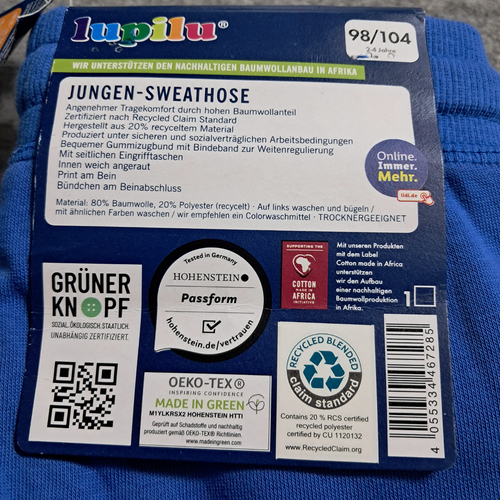 lupilu®
98/104
2-4 Jahre
WIR UNTERSTÜTZEN DEN NACHHALTIGEN BAUMWOLLANBAU IN AFRIKA
JUNGEN-SWEATHOSE
Angenehmer Tragekomfort durch hohen Baumwollanteil
Zertifiziert nach Recycled Claim Standard
Hergestellt aus 20% recyceltem Material
Produziert unter sicheren und sozialverträglichen Arbeitsbedingungen
Bequemer Gummizugbund mit Bindeband zur Weitenregulierung
Mit seitlichen Eingrifftaschen
Innen weich angeraut
Print am Bein
Bündchen am Beinabschluss
Material: 80% Baumwolle, 20% Polyester (recycelt) · Auf links waschen und bügeln /
mit ähnlichen Farben waschen / wir empfehlen ein Colorwaschmittel · TROCKNERGEEIGNET
Online.
Immer.
Mehr.
lidl.de
GRÜNER
KNOPF
SOZIAL. ÖKOLOGISCH. STAATLICH.
UNABHÄNGIG ZERTIFIZIERT.
Tested in Germany
HOHENSTEIN
Passform
hohenstein.de/vertrauen
SUPPORTING THE
COTTON
MADE IN
AFRICA
INITIATIVE
Mit unseren Produkten
mit dem Label
Cotton made in Africa
unterstützen
wir den Aufbau
einer nachhaltigen
Baumwollproduktion
in Afrika.
1
OEKO-TEX®
INSPIRING CONFIDENCE
MADE IN GREEN
M1YLKRSX2 HOHENSTEIN HTTI
Geprüft auf Schadstoffe und nachhaltig
produziert gemäß OEKO-TEX® Richtlinien.
www.madeingreen.com
RECYCLED BLENDED
claim standard
Contains 20 % RCS certified
recycled polyester
certified by CU 1120132
www.RecycledClaim.org
4 055334 467285